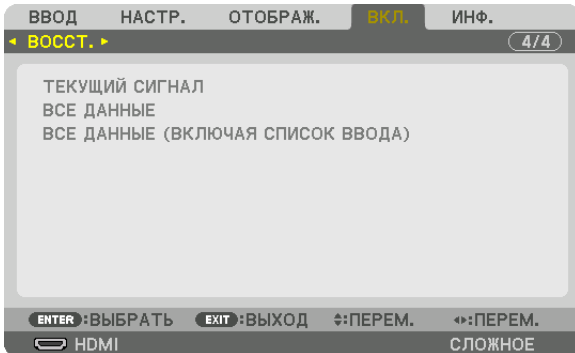 ВВОД НАСТР. ОТОБРАЖ. ВКЛ. ИНФ.
ВОССТ. 4/4
ТЕКУЩИЙ СИГНАЛ
ВСЕ ДАННЫЕ
ВСЕ ДАННЫЕ (ВКЛЮЧАЯ СПИСОК ВВОДА)
ENTER :ВЫБРАТЬ EXIT :ВЫХОД :ПЕРЕМ. :ПЕРЕМ.
HDMI СЛОЖНОЕ